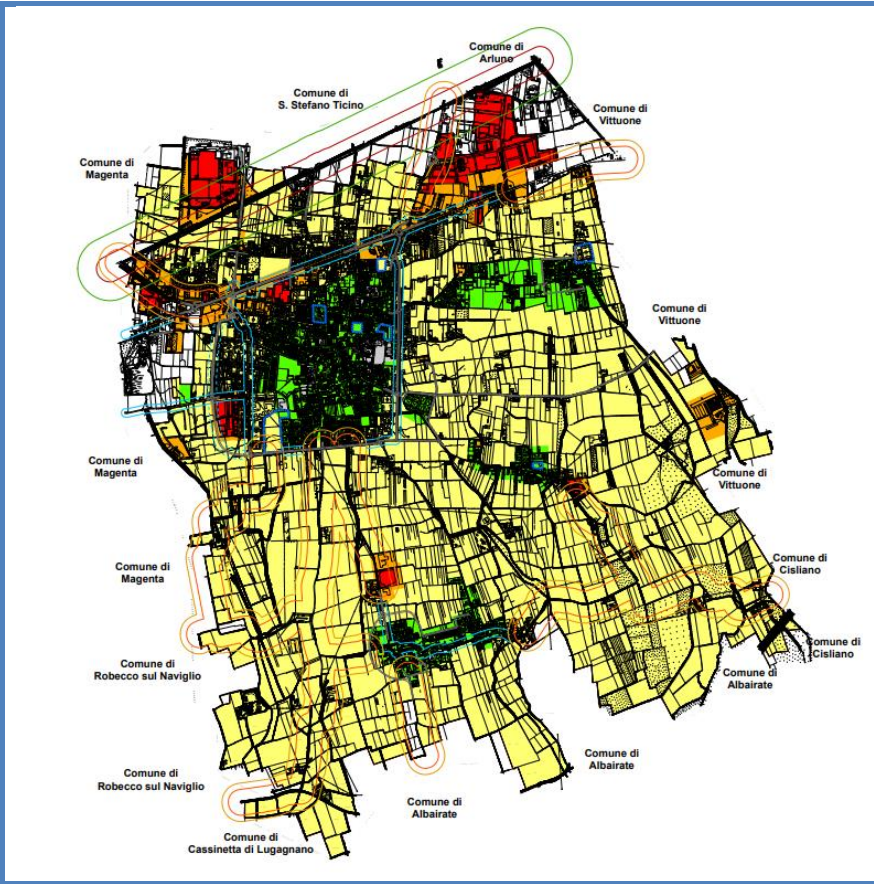 Comune di
Arluno
Comune di
S. Stefano Ticino
Comune di
Vittuone
Comune di
Magenta
Comune di
Vittuone
Comune di
Magenta
Comune di
Vittuone
Comune di
Magenta
Comune di
Cisliano
Comune di
Cisliano
Comune di
Robecco sul Naviglio
Comune di
Albairate
Comune di
Albairate
Comune di
Robecco sul Naviglio
Comune di
Albairate
Comune di
Cassinetta di Lugagnano